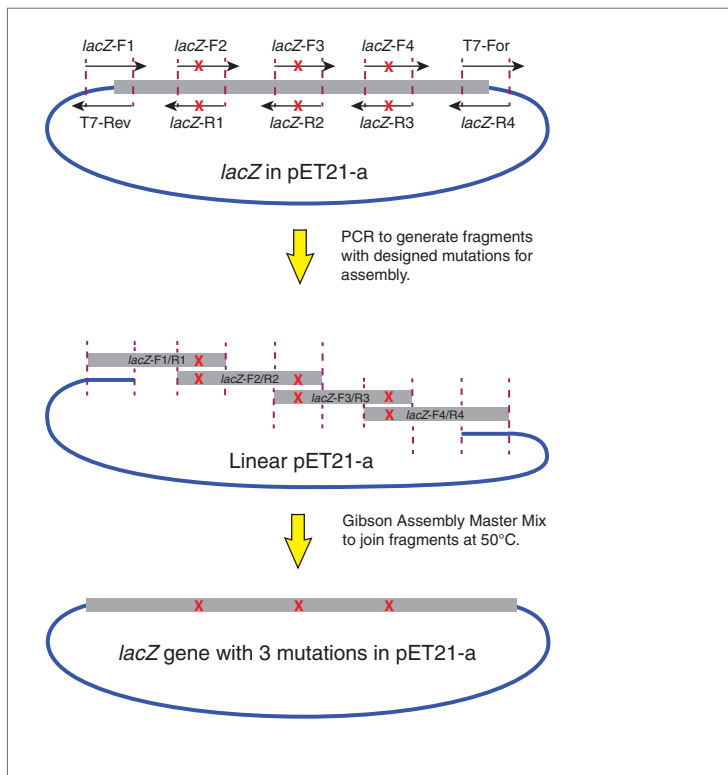 lacZ-F1 lacZ-F2 lacZ-F3 lacZ-F4 T7-For
X X X
X X X
T7-Rev lacZ-R1 lacZ-R2 lacZ-R3 lacZ-R4
lacZ in pET21-a
PCR to generate fragments
with designed mutations for
assembly.
lacZ-F1/R1 X
X lacZ-F2/R2 X
X lacZ-F3/R3 X
X lacZ-F4/R4
Linear pET21-a
Gibson Assembly Master Mix
to join fragments at 50°C.
X X X
lacZ gene with 3 mutations in pET21-a